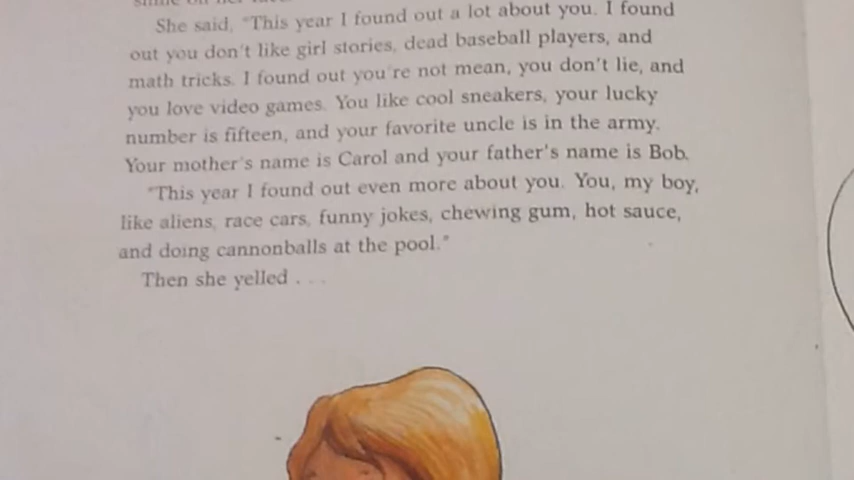 She said, "This year I found out a lot about you. I found
out you don't like girl stories, dead baseball players, and
math tricks. I found out you're not mean, you don't lie, and
you love video games. You like cool sneakers, your lucky
number is fifteen, and your favorite uncle is in the army.
Your mother's name is Carol and your father's name is Bob.
"This year I found out even more about you. You, my boy,
like aliens, race cars, funny jokes, chewing gum, hot sauce,
and doing cannonballs at the pool."
Then she yelled . . .